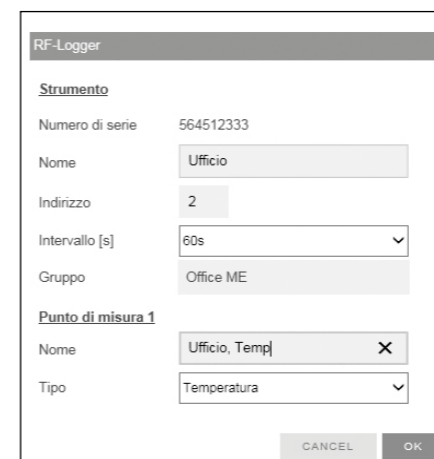 RF-Logger
Strumento
Numero di serie 564512333
Nome Ufficio
Indirizzo 2
Intervallo [s] 60s
Gruppo Office ME
Punto di misura 1
Nome Ufficio, Temp
Tipo Temperatura
CANCEL OK